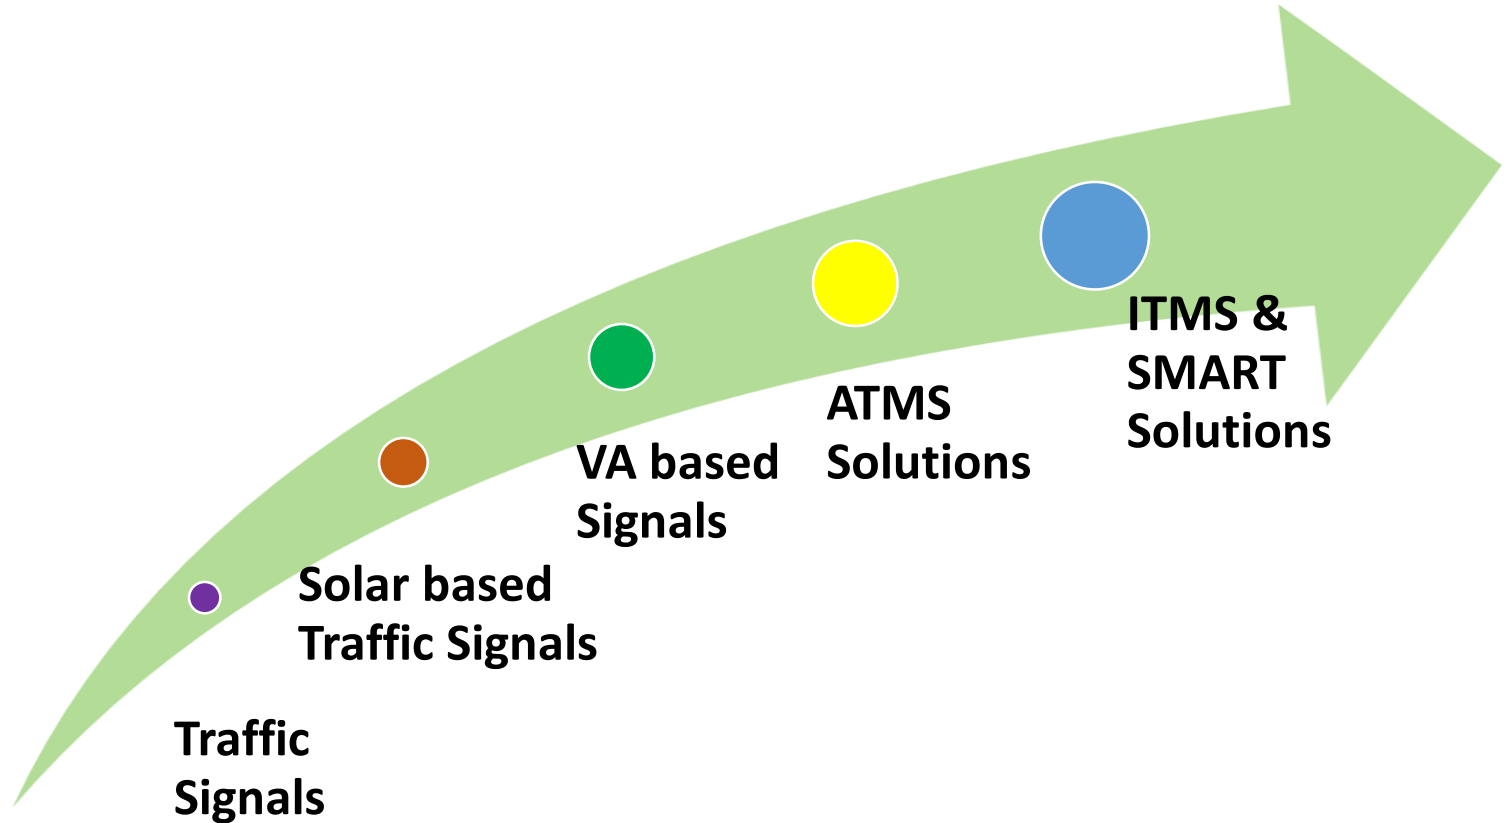 Traffic
Signals
Solar based
Traffic Signals
VA based
Signals
ATMS
Solutions
ITMS &
SMART
Solutions